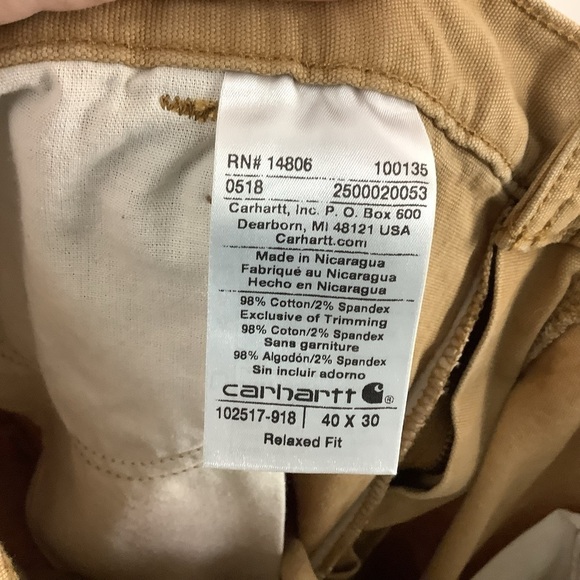 RN# 14806 100135
0518 2500020053
Carhartt, Inc. P. O. Box 600
Dearborn, MI 48121 USA
Carhartt.com
Made in Nicaragua
Fabriqué au Nicaragua
Hecho en Nicaragua
98% Cotton/2% Spandex
Exclusive of Trimming
98% Coton/2% Spandex
Sans garniture
98% Algodón/2% Spandex
Sin incluir adorno
carhartt ®
102517-918 40 X 30
Relaxed Fit